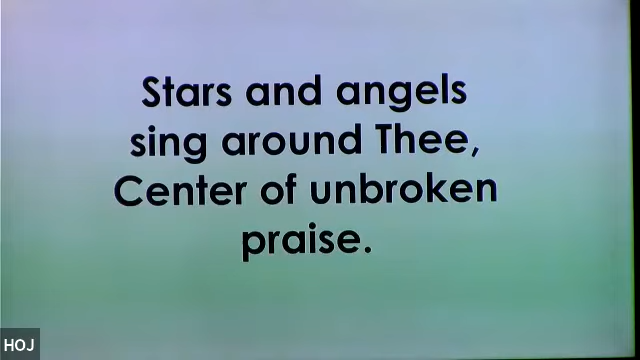 Stars and angels
sing around Thee,
Center of unbroken
praise.
HOJ